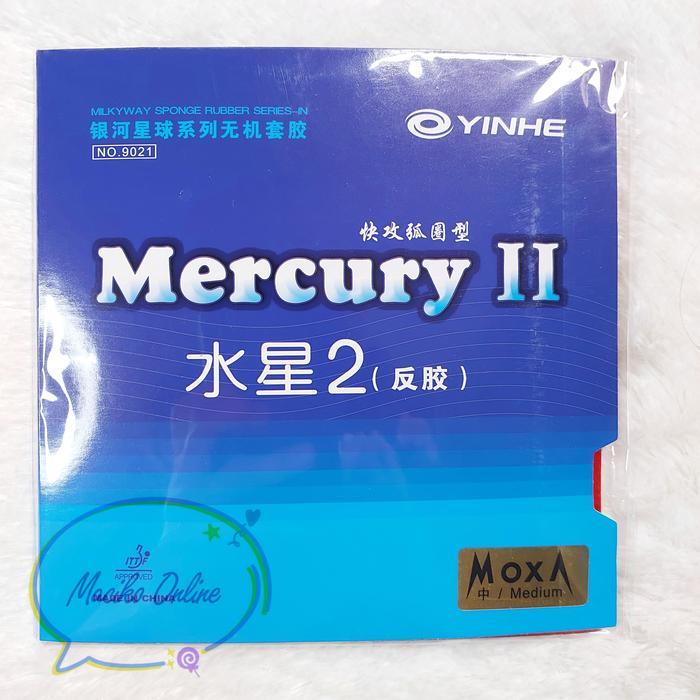 MILKYWAY SPONGE RUBBER SERIES-IN
银河星球系列无机套胶
NO.9021
YINHE
快攻弧圈型
Mercury II
水星2(反胶)
ITTF
APPROVED
MADE IN CHINA
Online
MOXA
中 / Medium